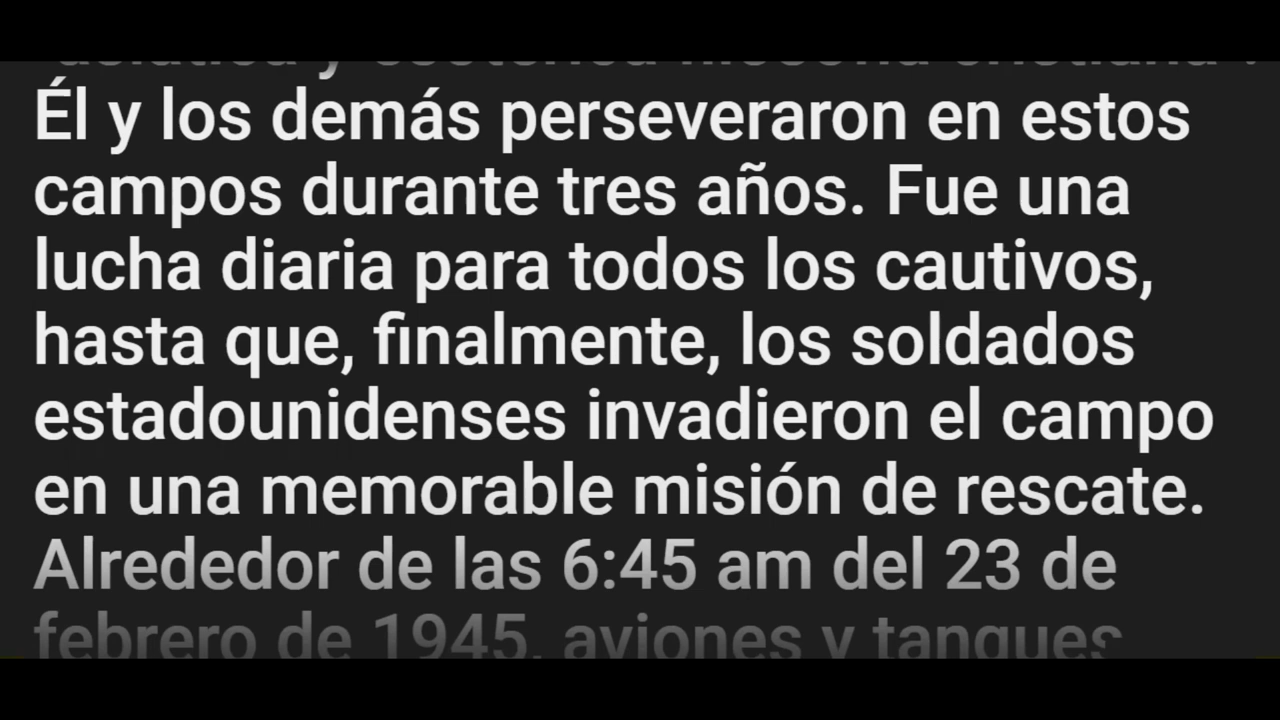 Él y los demás perseveraron en estos
campos durante tres años. Fue una
lucha diaria para todos los cautivos,
hasta que, finalmente, los soldados
estadounidenses invadieron el campo
en una memorable misión de rescate.
Alrededor de las 6:45 am del 23 de
febrero de 1945, aviones y tanques